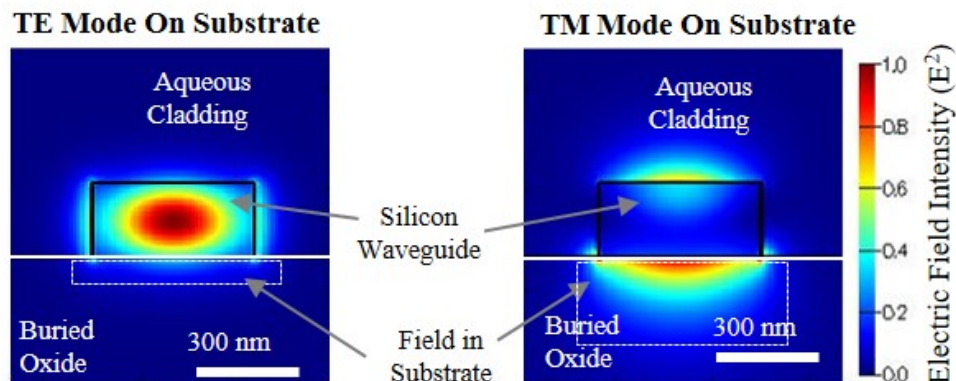 TE Mode On Substrate
TM Mode On Substrate
Aqueous
Cladding
Aqueous
Cladding
Silicon
Waveguide
Buried
Oxide
300 nm
Field in
Substrate
Buried
Oxide
300 nm
1.0
0.8
0.6
0.4
0.2
0.0
Electric Field Intensity (E²)